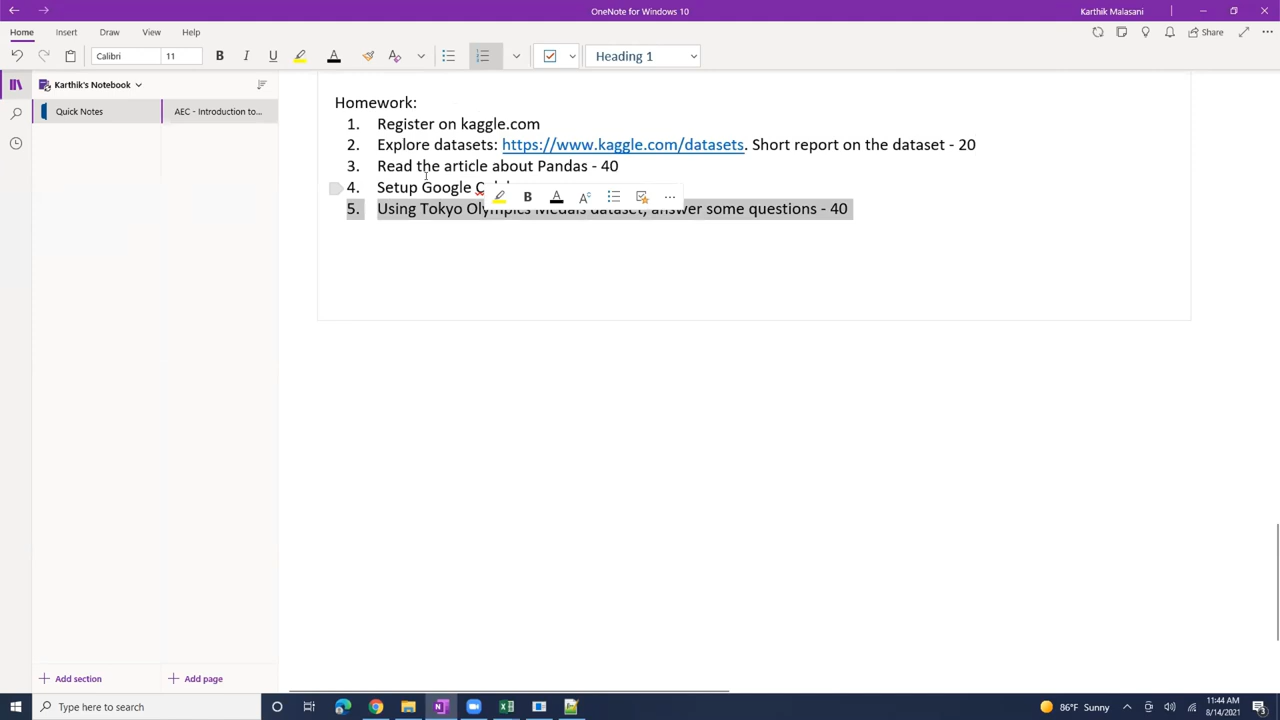 OneNote for Windows 10
Karthik Malasani
Home Insert Draw View Help
Share
Calibri 11 B I U A Heading 1
Karthik's Notebook
Quick Notes
AEC - Introduction to...
Homework:
1. Register on kaggle.com
2. Explore datasets: https://www.kaggle.com/datasets. Short report on the dataset - 20
3. Read the article about Pandas - 40
4. Setup Google
B A
5. Using Tokyo Olympics Medals dataset, answer some questions - 40
Add section
Add page
Type here to search
86°F Sunny
11:44 AM
8/14/2021